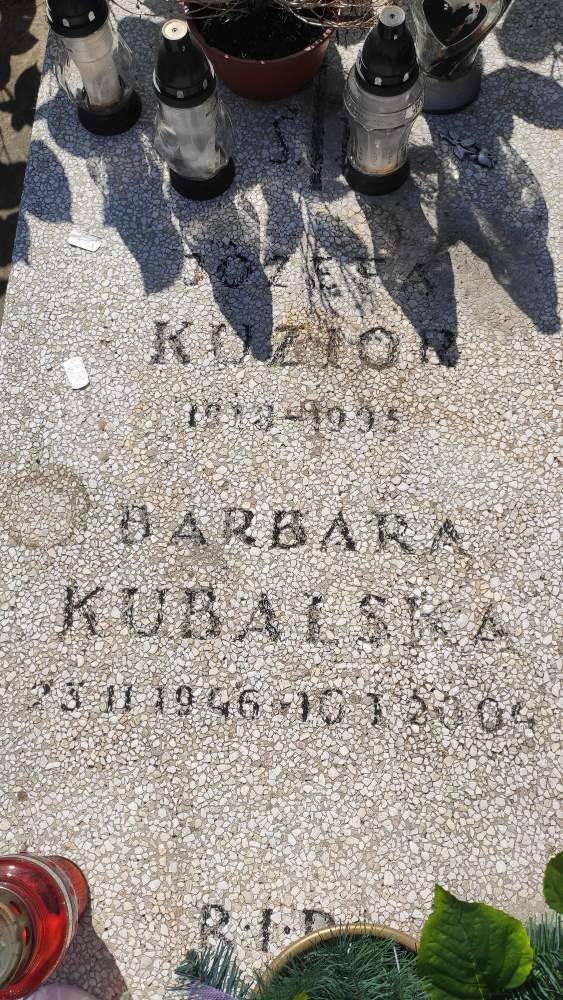 Ś.
JÓZEFA
KUZIOR
BARBARA
KUBALSKA
23 II 1946 - 10 I 2004
R.I.P.